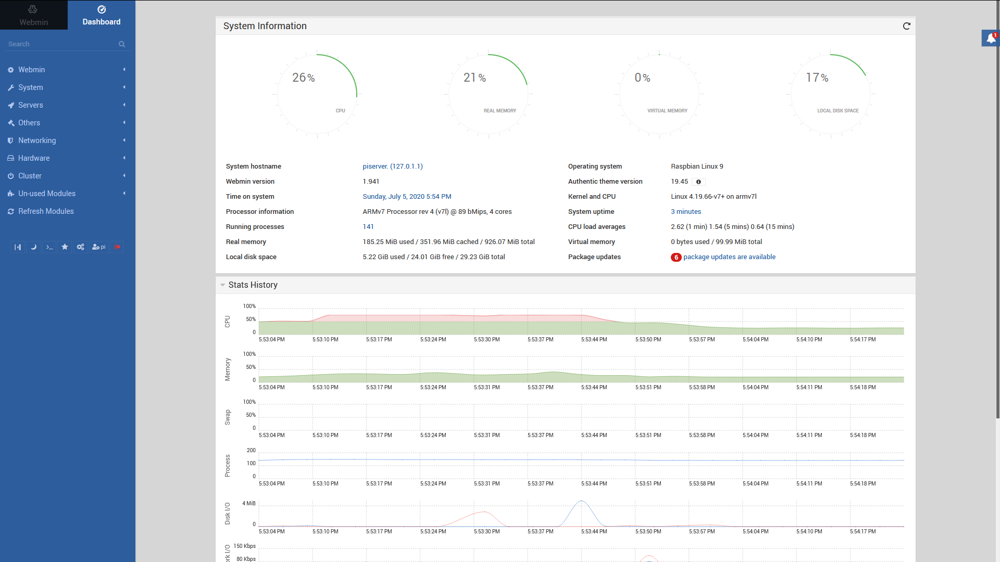 Webmin
Dashboard
Search
Webmin
System
Servers
Others
Networking
Hardware
Cluster
Un-used Modules
Refresh Modules
pi
1
System Information
26%
CPU
21%
REAL MEMORY
0%
VIRTUAL MEMORY
17%
LOCAL DISK SPACE
System hostname piserver. (127.0.1.1) Operating system Raspbian Linux 9
Webmin version 1.941 Authentic theme version 19.45
Time on system Sunday, July 5, 2020 5:54 PM Kernel and CPU Linux 4.19.66-v7+ on armv7l
Processor information ARMv7 Processor rev 4 (v7l) @ 89 bMips, 4 cores System uptime 3 minutes
Running processes 141 CPU load averages 2.62 (1 min) 1.54 (5 mins) 0.64 (15 mins)
Real memory 185.25 MiB used / 351.96 MiB cached / 926.07 MiB total Virtual memory 0 bytes used / 99.99 MiB total
Local disk space 5.22 GiB used / 24.01 GiB free / 29.23 GiB total Package updates 6 package updates are available
Stats History
CPU
100%
50%
0
5:53:04 PM 5:53:10 PM 5:53:17 PM 5:53:24 PM 5:53:30 PM 5:53:37 PM 5:53:44 PM 5:53:50 PM 5:53:57 PM 5:54:04 PM 5:54:10 PM 5:54:17 PM
Memory
100%
50%
0
5:53:04 PM 5:53:10 PM 5:53:17 PM 5:53:24 PM 5:53:31 PM 5:53:37 PM 5:53:44 PM 5:53:51 PM 5:53:58 PM 5:54:04 PM 5:54:11 PM 5:54:18 PM
Swap
100%
50%
0
5:53:04 PM 5:53:10 PM 5:53:17 PM 5:53:24 PM 5:53:31 PM 5:53:37 PM 5:53:44 PM 5:53:51 PM 5:53:58 PM 5:54:04 PM 5:54:11 PM 5:54:18 PM
Process
200
100
0
5:53:04 PM 5:53:10 PM 5:53:17 PM 5:53:24 PM 5:53:31 PM 5:53:37 PM 5:53:44 PM 5:53:51 PM 5:53:58 PM 5:54:04 PM 5:54:11 PM 5:54:18 PM
Disk I/O
4 MiB
0
5:53:04 PM 5:53:10 PM 5:53:17 PM 5:53:24 PM 5:53:30 PM 5:53:37 PM 5:53:44 PM 5:53:50 PM 5:53:57 PM 5:54:04 PM 5:54:10 PM 5:54:17 PM
rk I/O
150 Kbps
80 Kbps